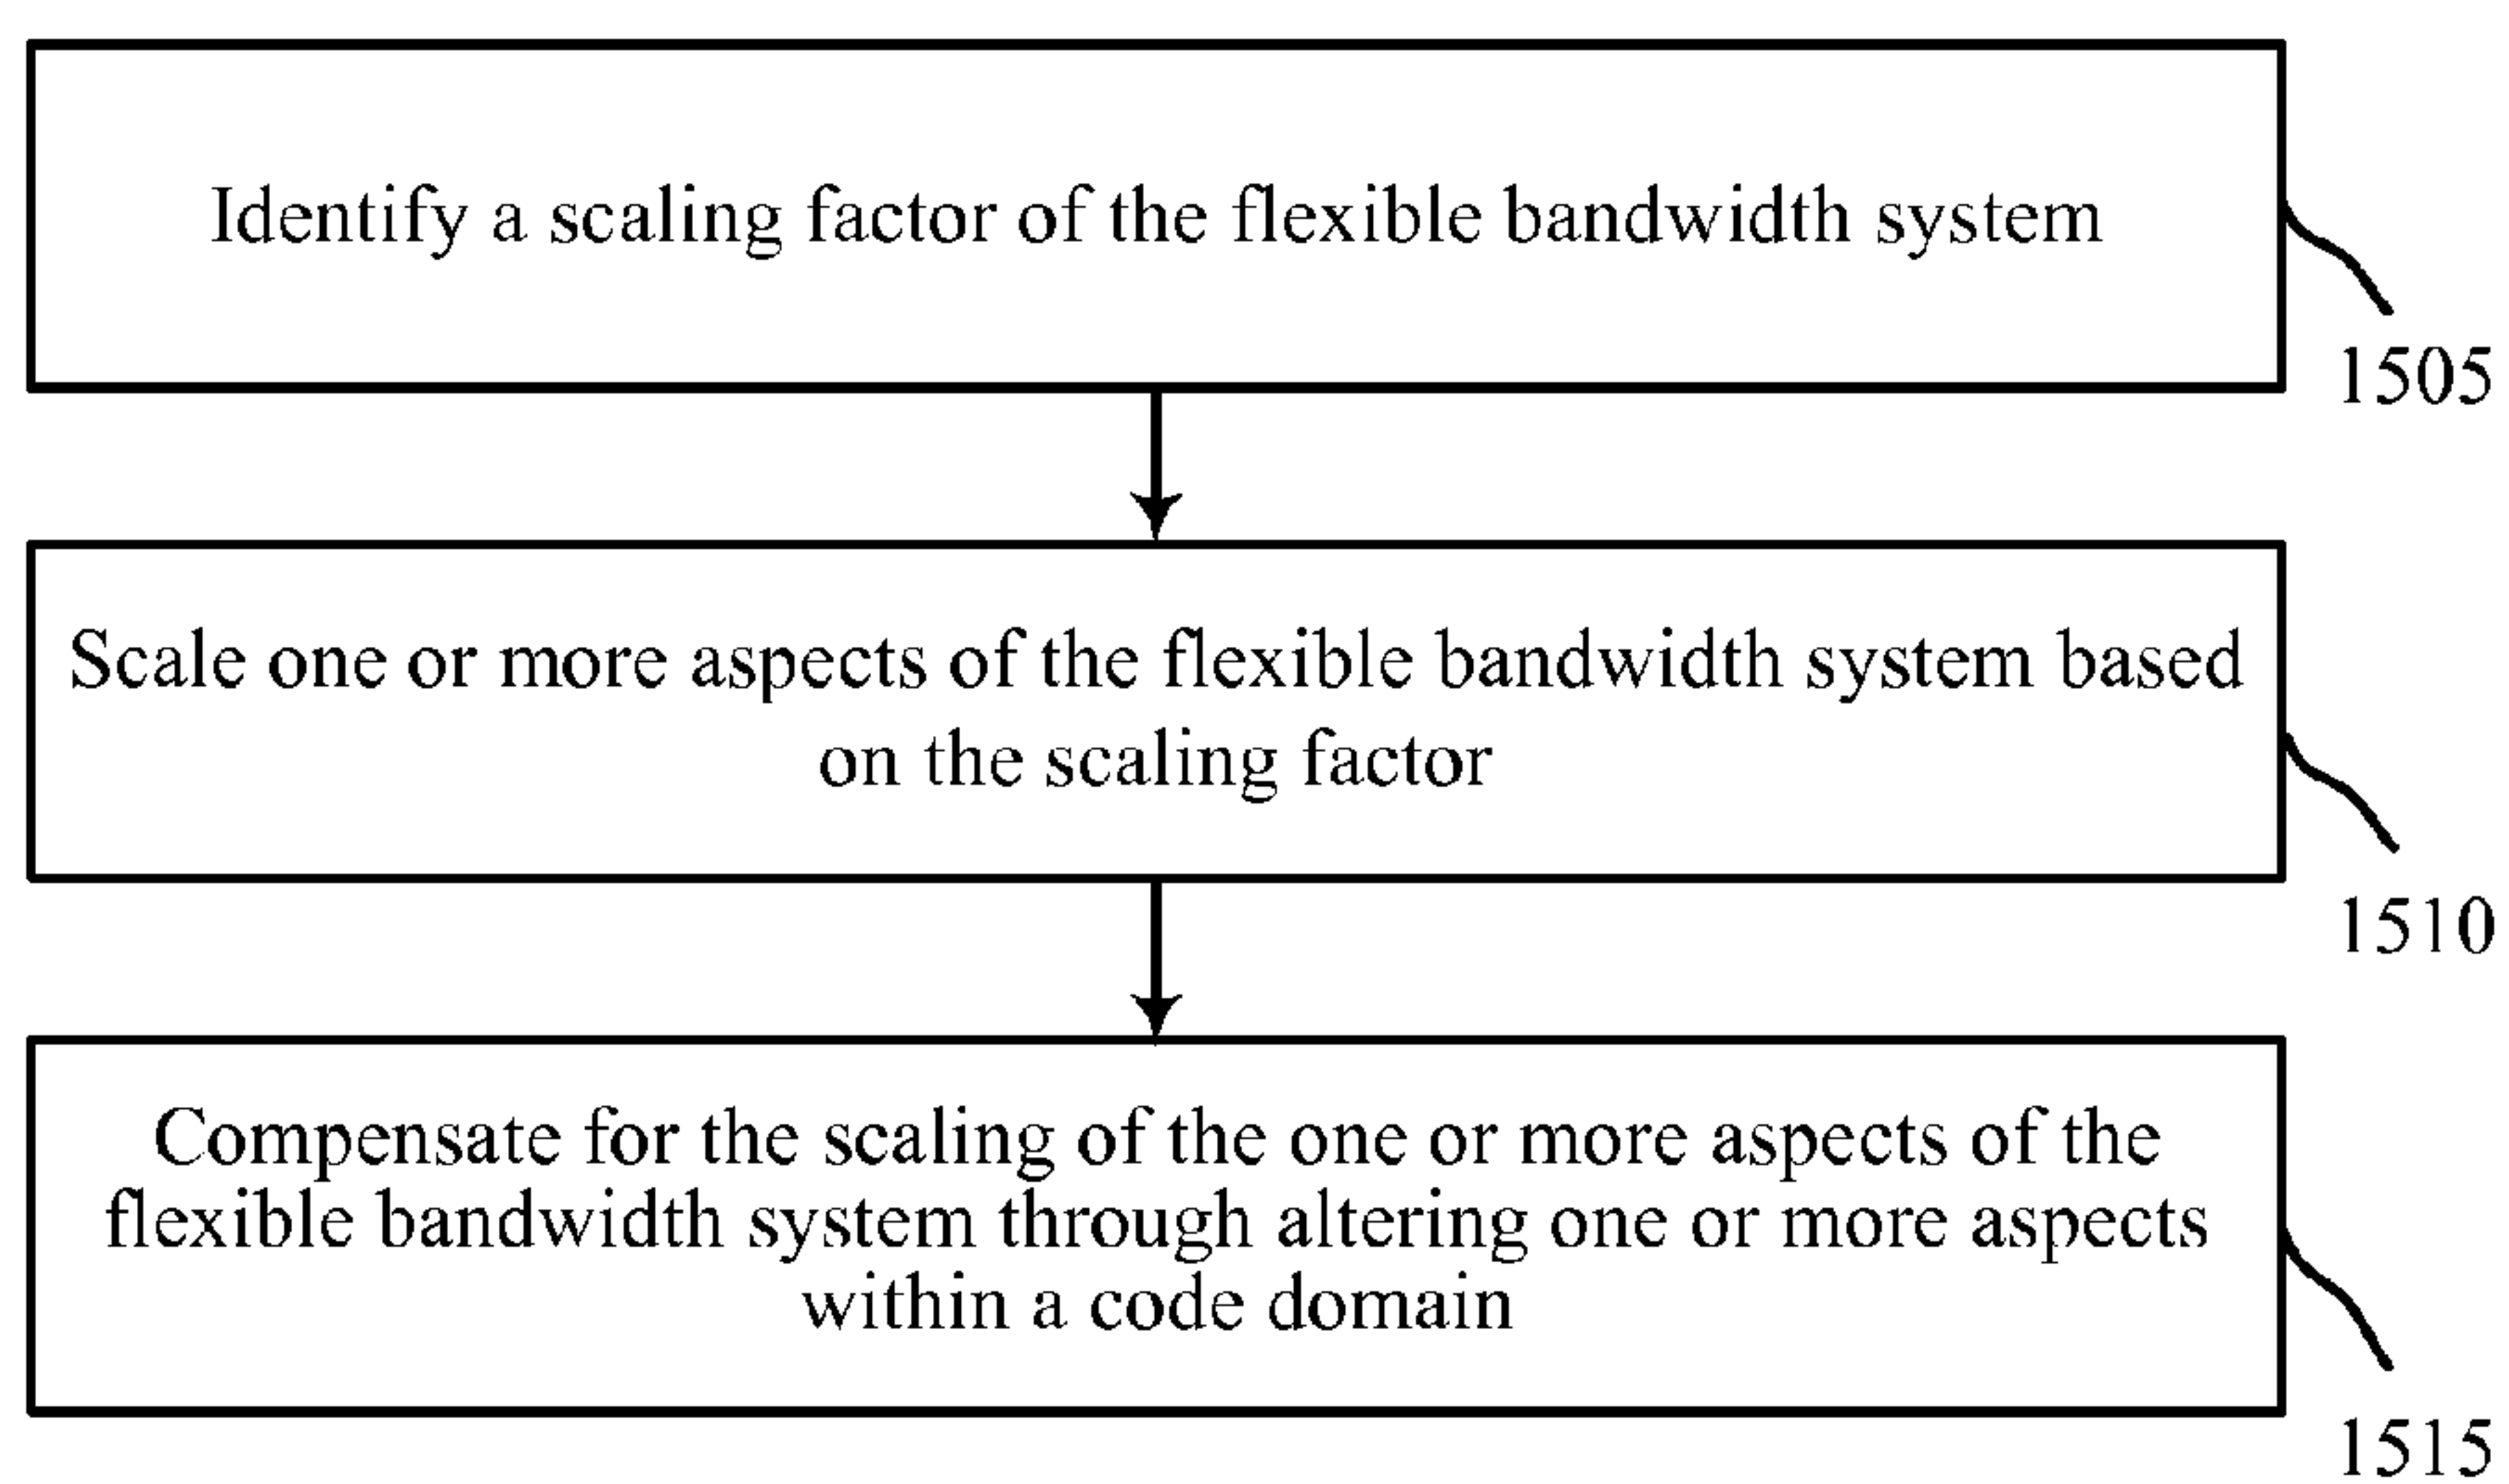 Identify a scaling factor of the flexible bandwidth system
1505
Scale one or more aspects of the flexible bandwidth system based
on the scaling factor
1510
Compensate for the scaling of the one or more aspects of the
flexible bandwidth system through altering one or more aspects
within a code domain
1515